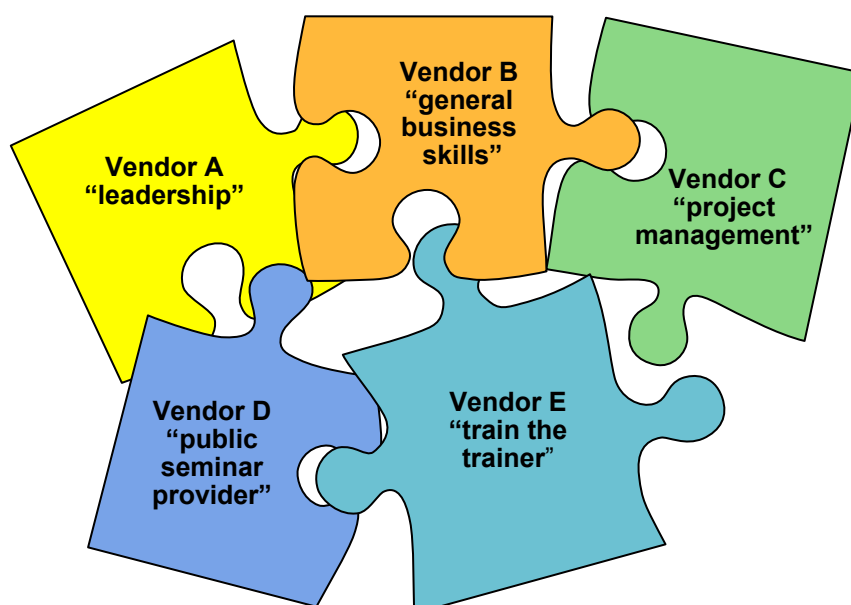 Vendor A
“leadership”
Vendor B
“general
business
skills”
Vendor C
“project
management”
Vendor D
“public
seminar
provider”
Vendor E
“train the
trainer”